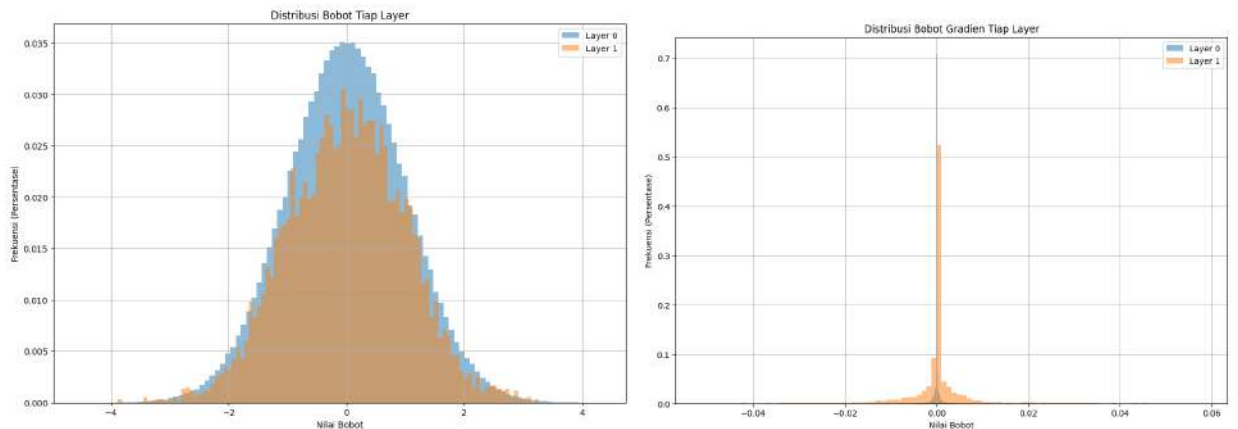 Distribusi Bobot Tiap Layer
Layer 0
Layer 1
0.035
0.030
0.025
0.020
0.015
0.010
0.005
0.000
Frekuensi (Persentase)
−4
−2
0
2
4
Nilai Bobot
Distribusi Bobot Gradien Tiap Layer
Layer 0
Layer 1
0.7
0.6
0.5
0.4
0.3
0.2
0.1
0.0
Frekuensi (Persentase)
−0.04
−0.02
0.00
0.02
0.04
0.06
Nilai Bobot